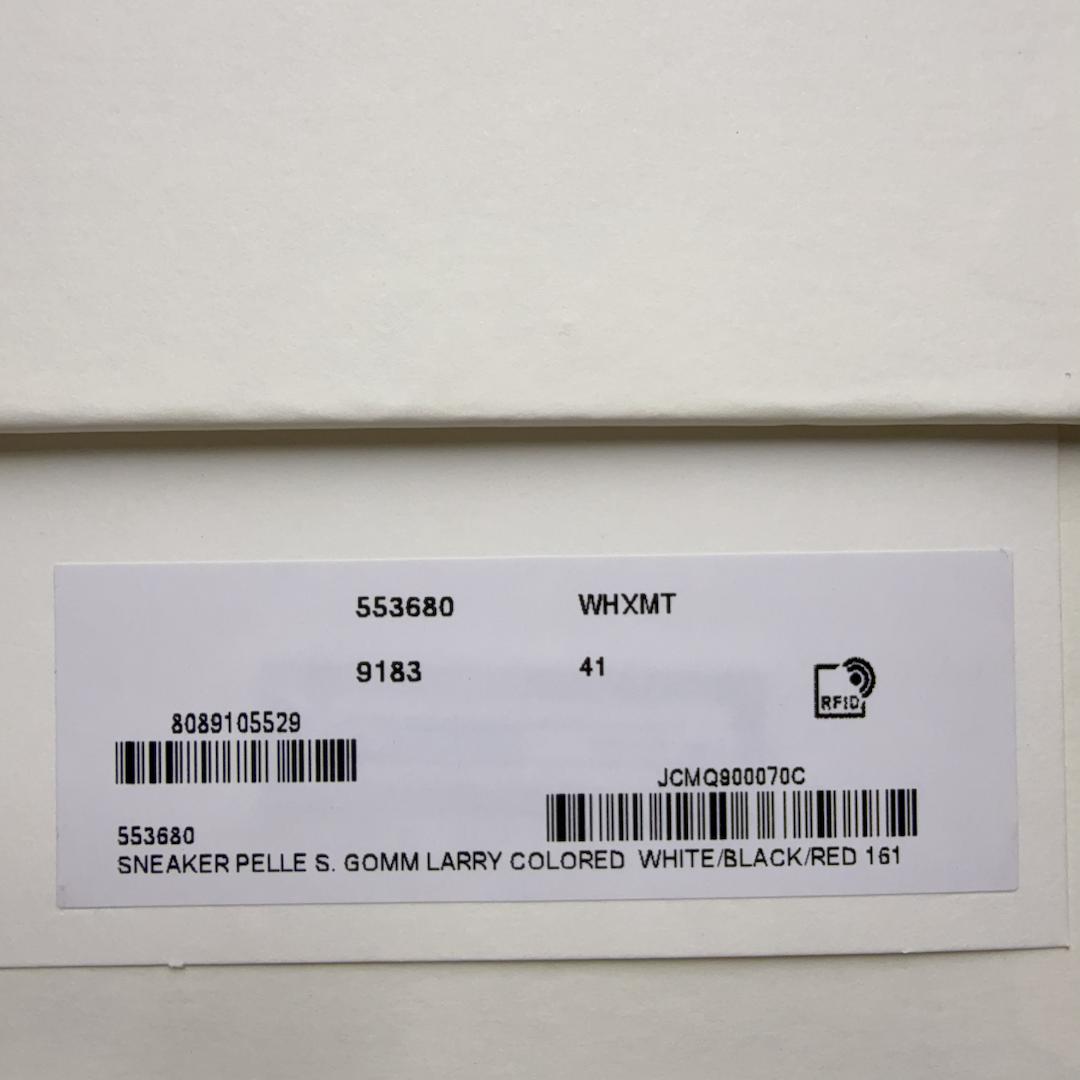 553680 WHXMT
9183 41
RFID
8089105529
JCMQ900070C
553680
SNEAKER PELLE S. GOMM LARRY COLORED WHITE/BLACK/RED 161